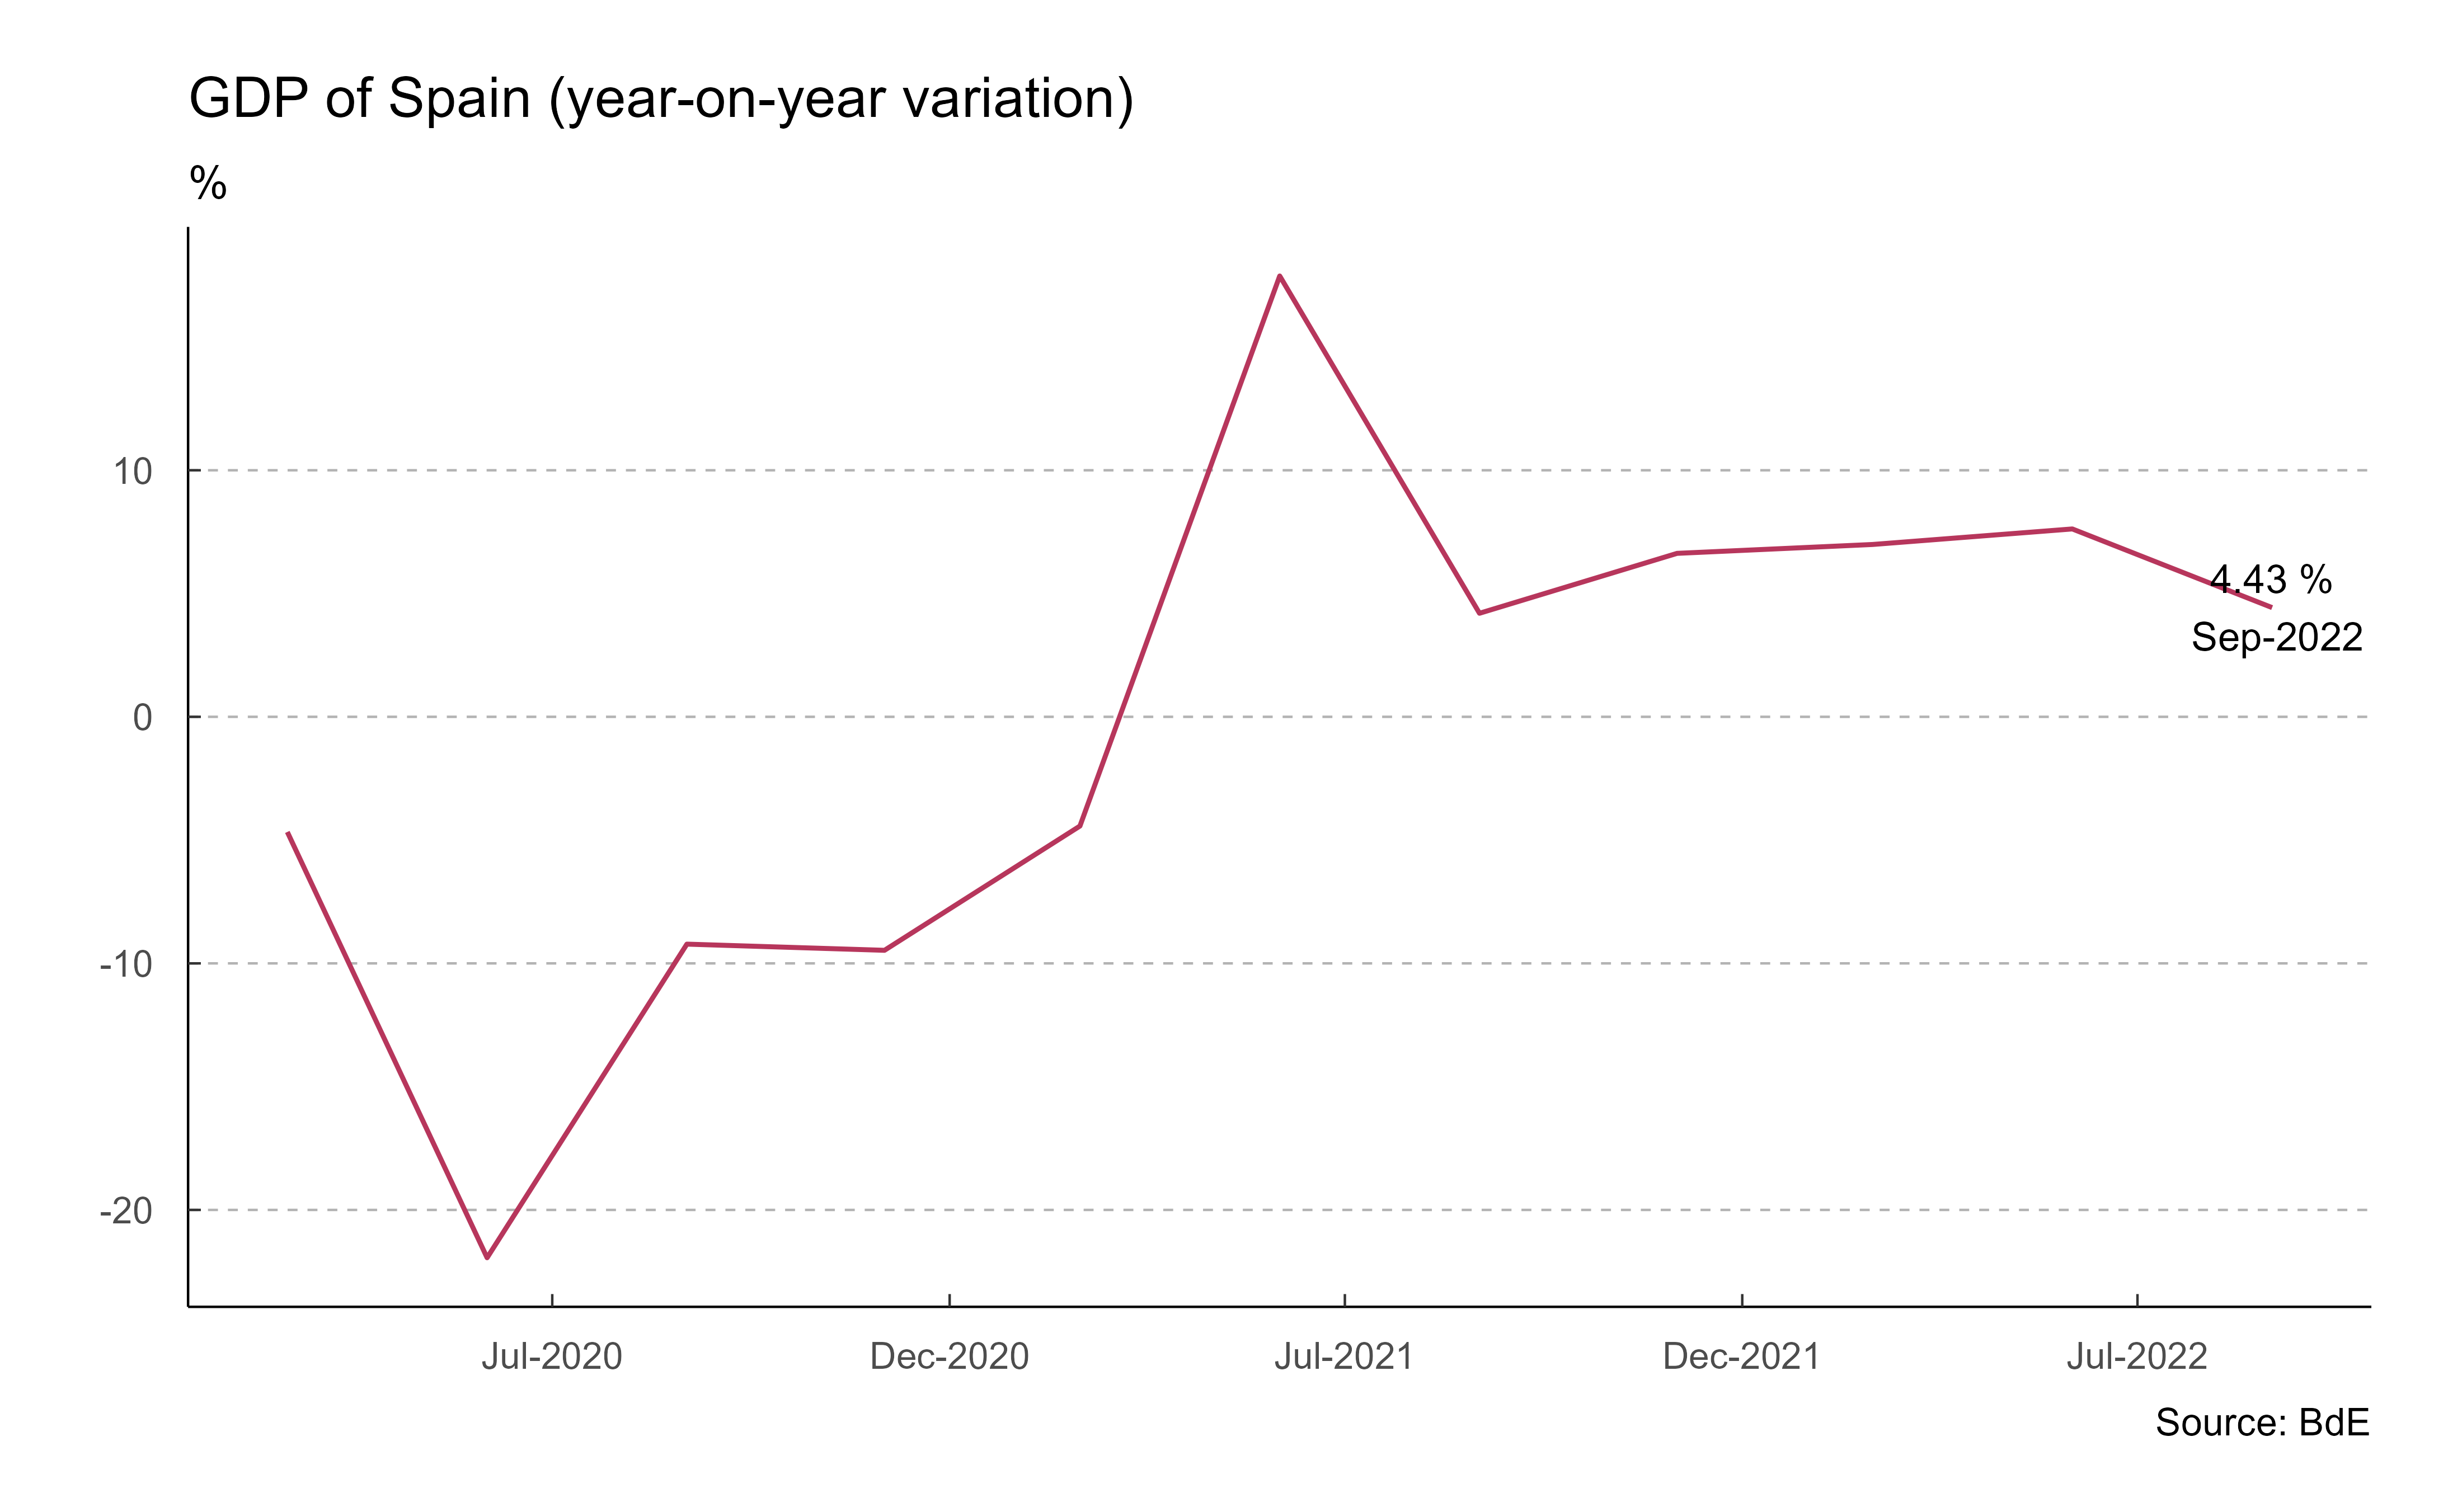 GDP of Spain (year-on-year variation)
%
10
0
-10
-20
4.43 %
Sep-2022
Jul-2020
Dec-2020
Jul-2021
Dec-2021
Jul-2022
Source: BdE